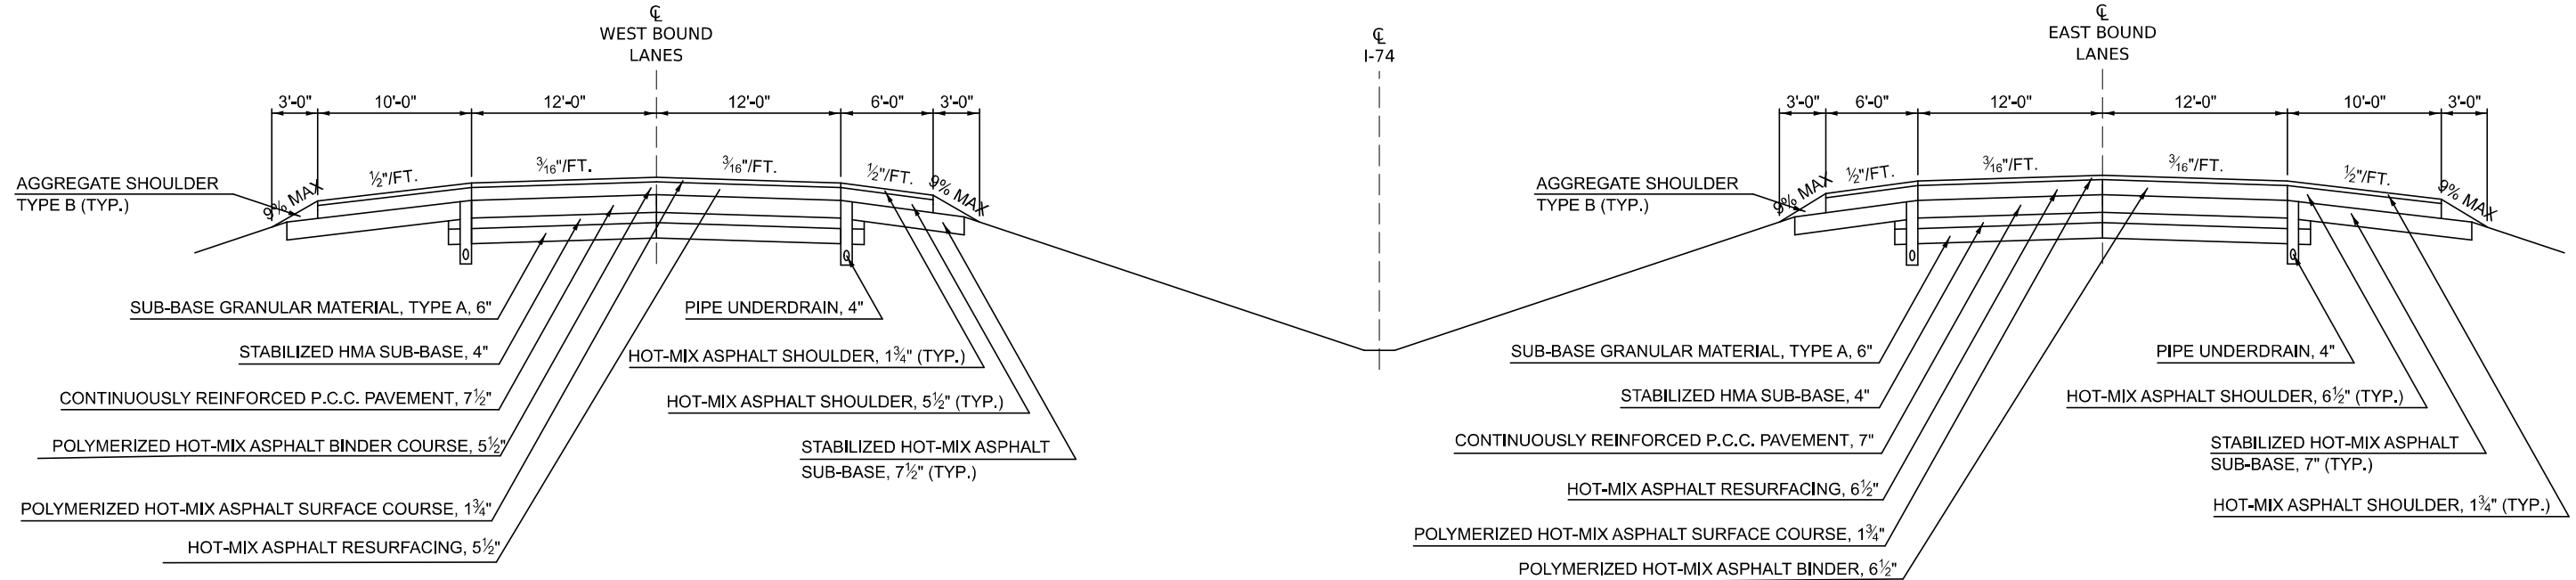 ℄
WEST BOUND
LANES
3'-0" 10'-0" 12'-0" 12'-0" 6'-0" 3'-0"
9% MAX ½"/FT. 3⁄16"/FT. 3⁄16"/FT. ½"/FT. 9% MAX
AGGREGATE SHOULDER
TYPE B (TYP.)
SUB-BASE GRANULAR MATERIAL, TYPE A, 6"
STABILIZED HMA SUB-BASE, 4"
CONTINUOUSLY REINFORCED P.C.C. PAVEMENT, 7½"
POLYMERIZED HOT-MIX ASPHALT BINDER COURSE, 5½"
POLYMERIZED HOT-MIX ASPHALT SURFACE COURSE, 1¾"
HOT-MIX ASPHALT RESURFACING, 5½"
PIPE UNDERDRAIN, 4"
HOT-MIX ASPHALT SHOULDER, 1¾" (TYP.)
HOT-MIX ASPHALT SHOULDER, 5½" (TYP.)
STABILIZED HOT-MIX ASPHALT
SUB-BASE, 7½" (TYP.)
℄
I-74
℄
EAST BOUND
LANES
3'-0" 6'-0" 12'-0" 12'-0" 10'-0" 3'-0"
9% MAX ½"/FT. 3⁄16"/FT. 3⁄16"/FT. ½"/FT. 9% MAX
AGGREGATE SHOULDER
TYPE B (TYP.)
SUB-BASE GRANULAR MATERIAL, TYPE A, 6"
STABILIZED HMA SUB-BASE, 4"
CONTINUOUSLY REINFORCED P.C.C. PAVEMENT, 7"
HOT-MIX ASPHALT RESURFACING, 6½"
POLYMERIZED HOT-MIX ASPHALT SURFACE COURSE, 1¾"
POLYMERIZED HOT-MIX ASPHALT BINDER, 6½"
PIPE UNDERDRAIN, 4"
HOT-MIX ASPHALT SHOULDER, 6½" (TYP.)
STABILIZED HOT-MIX ASPHALT
SUB-BASE, 7" (TYP.)
HOT-MIX ASPHALT SHOULDER, 1¾" (TYP.)